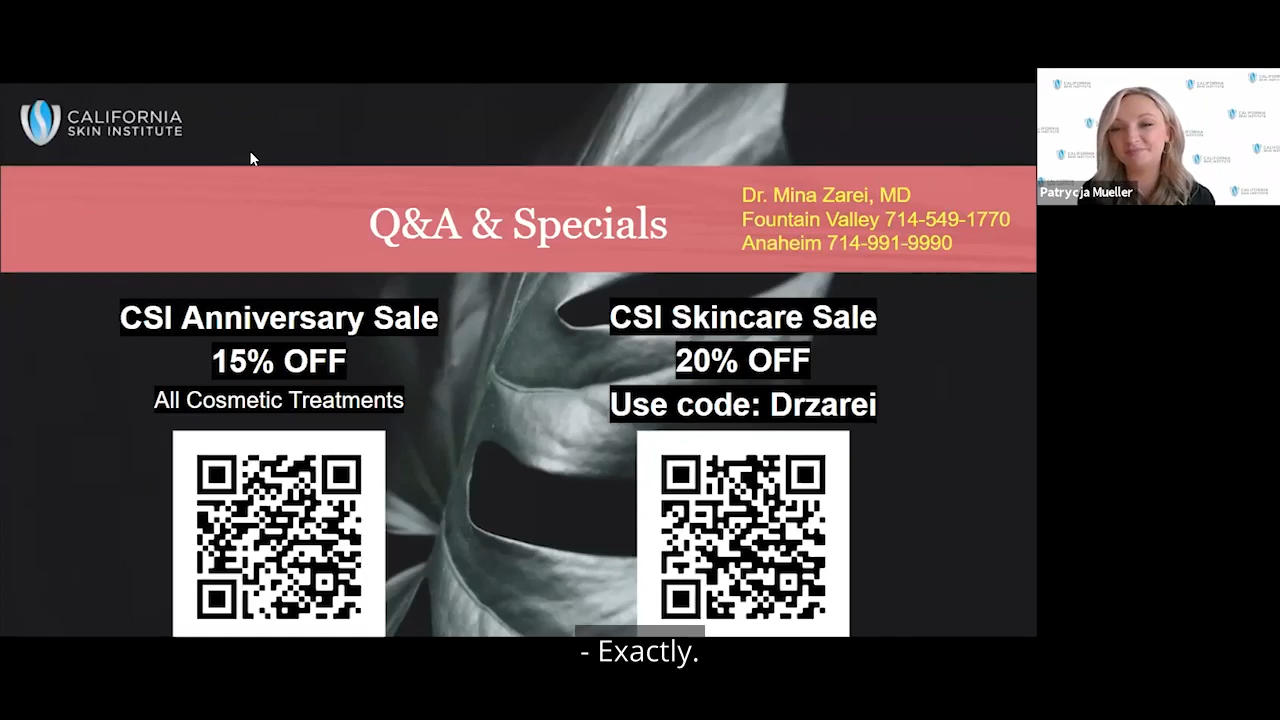 CALIFORNIA
SKIN INSTITUTE
Q&A & Specials
Dr. Mina Zarei, MD
Fountain Valley 714-549-1770
Anaheim 714-991-9990
CSI Anniversary Sale
15% OFF
All Cosmetic Treatments
CSI Skincare Sale
20% OFF
Use code: Drzarei
Patrycja Mueller
- Exactly.